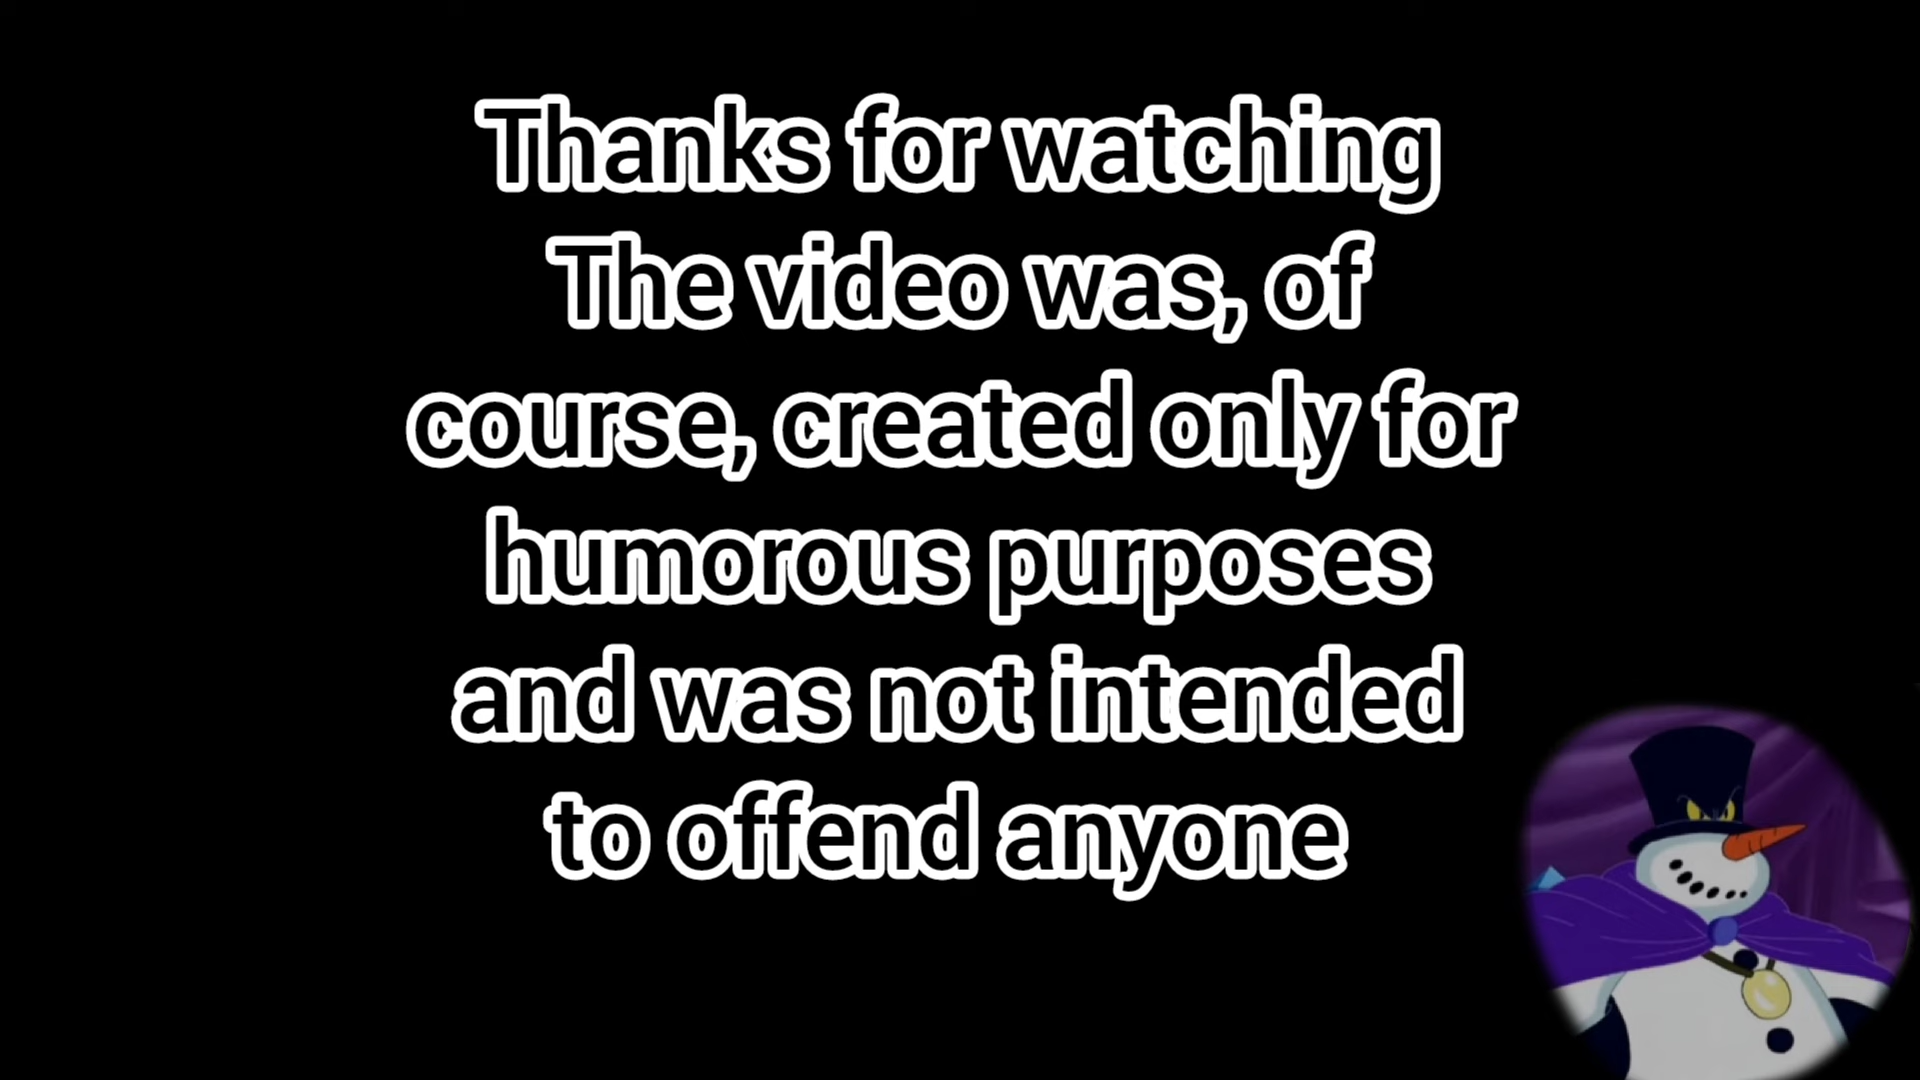 Thanks for watching
The video was, of
course, created only for
humorous purposes
and was not intended
to offend anyone